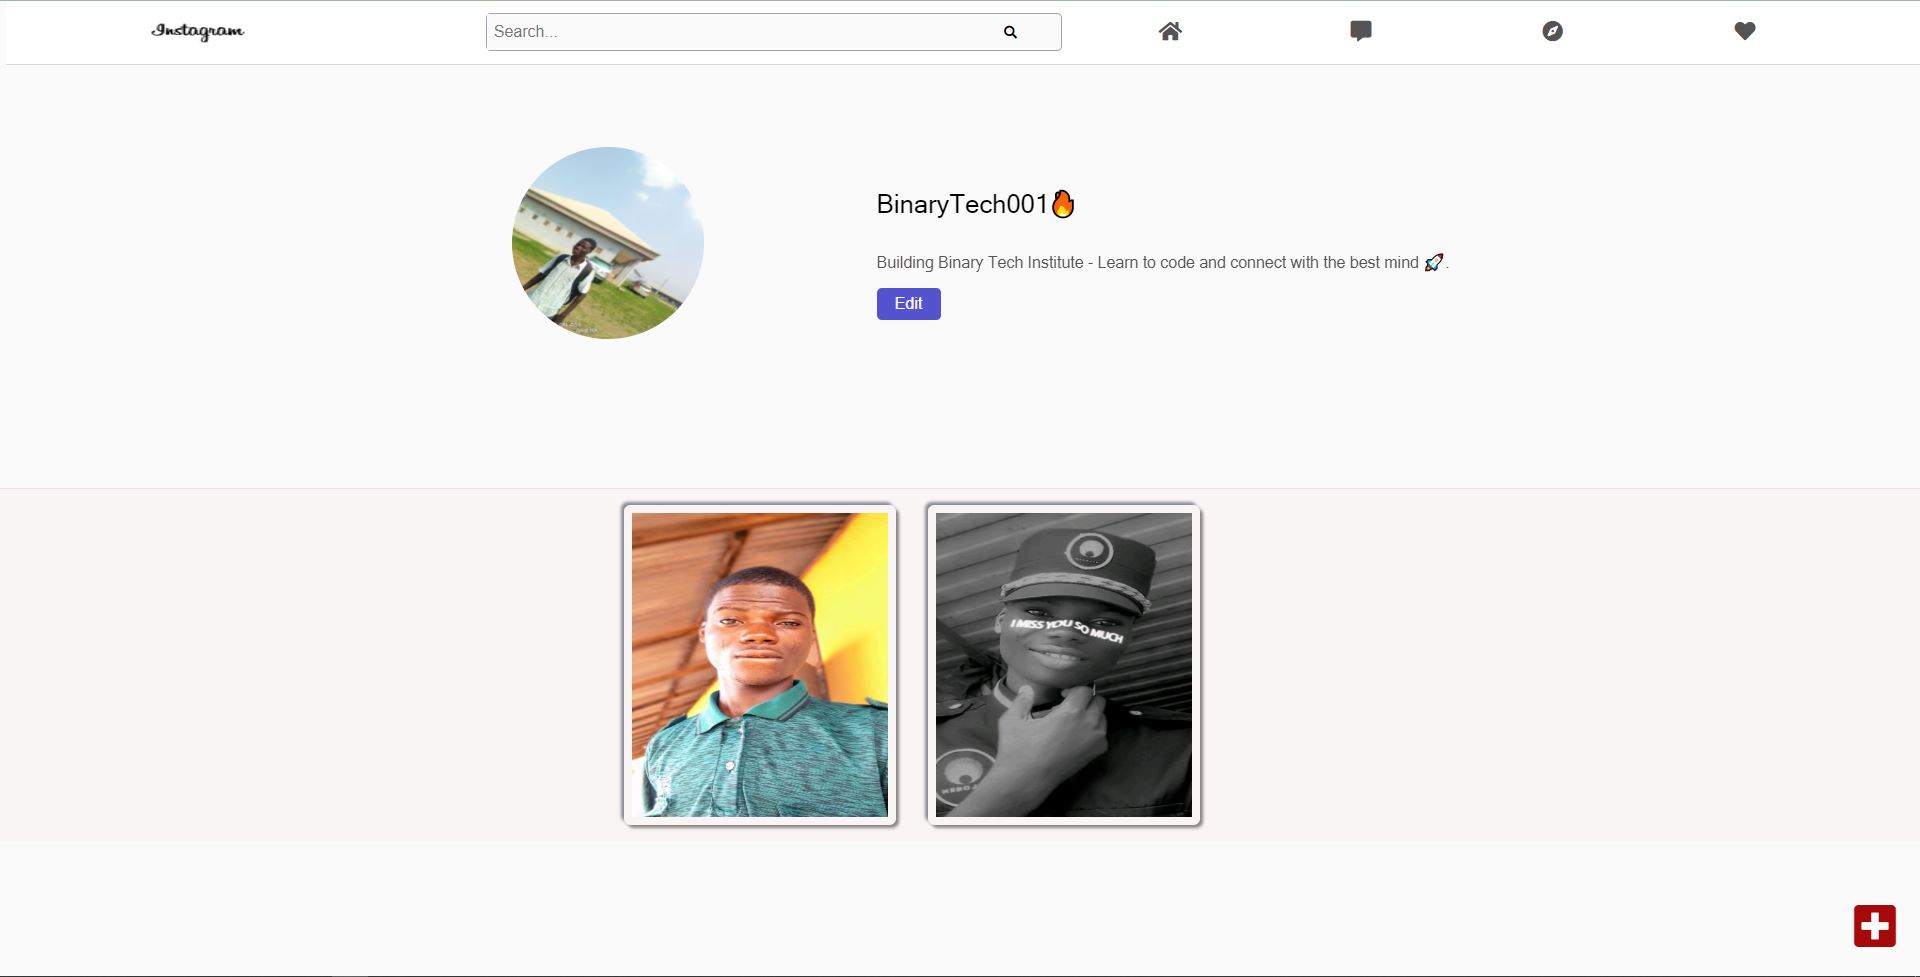 Instagram
Search...
BinaryTech001🔥
Building Binary Tech Institute - Learn to code and connect with the best mind 🚀.
Edit
I MISS YOU SO MUCH